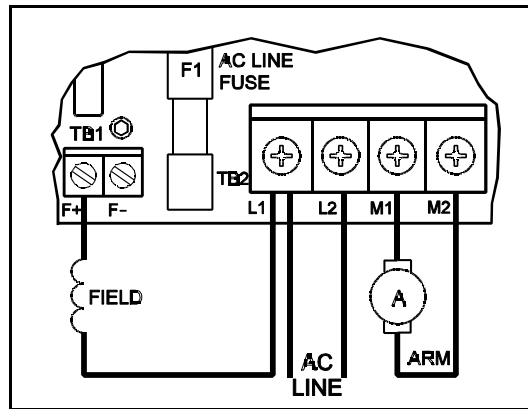 F1
AC LINE
FUSE
TB1
TB2
F+ F- L1 L2 M1 M2
FIELD
A
AC
LINE
ARM